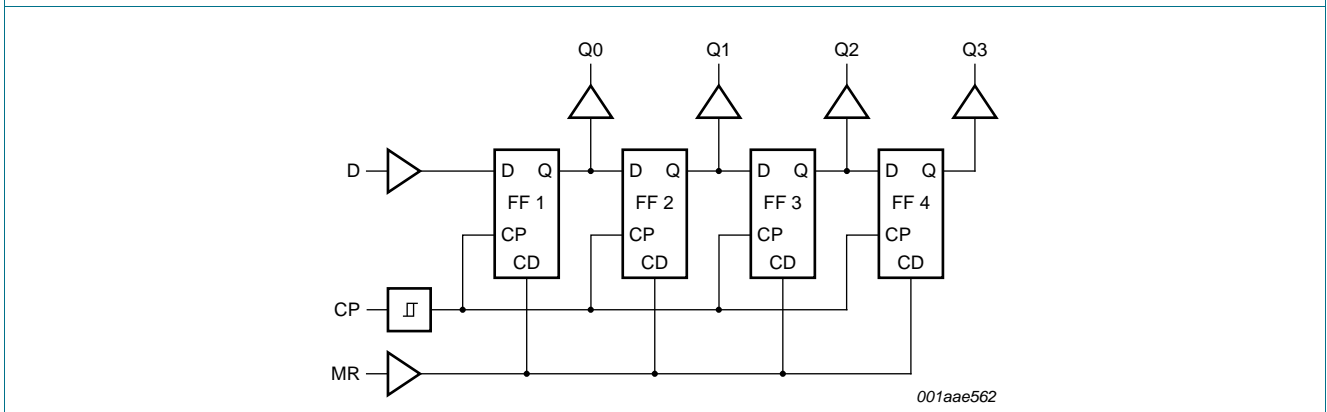 Q0 Q1 Q2 Q3
D D Q D Q D Q D Q
FF 1 FF 2 FF 3 FF 4
CP CP CP CP
CD CD CD CD
CP
MR
001aae562